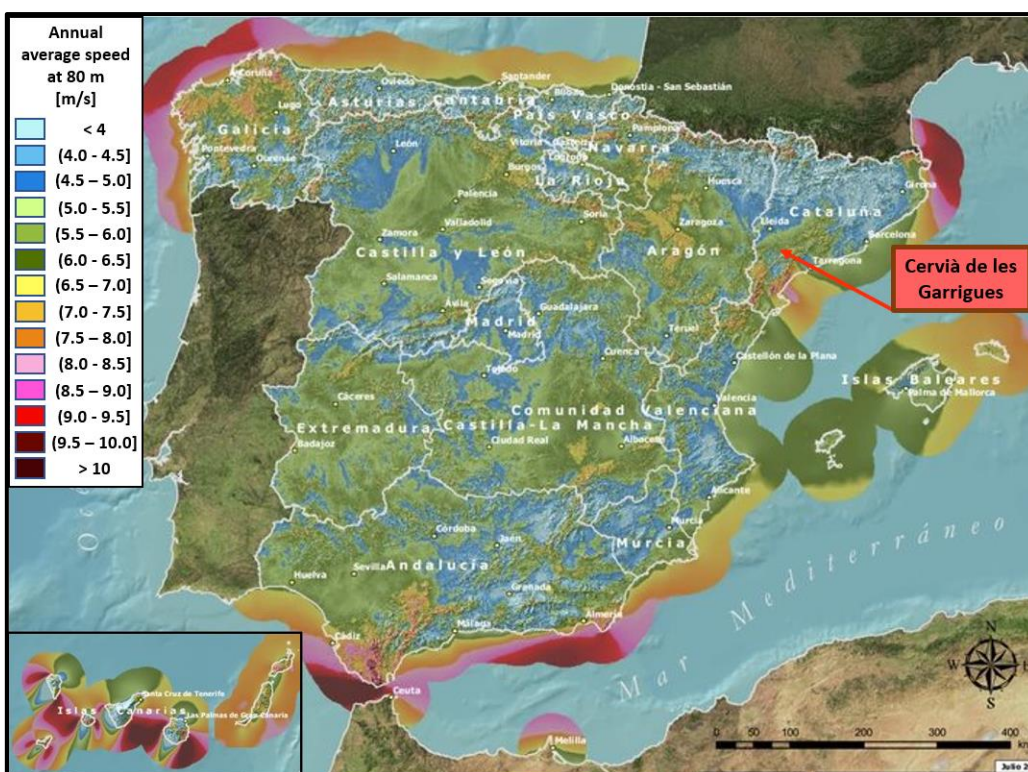 Annual
average speed
at 80 m
[m/s]
< 4
(4.0 - 4.5]
(4.5 – 5.0]
(5.0 - 5.5]
(5.5 – 6.0]
(6.0 - 6.5]
(6.5 – 7.0]
(7.0 - 7.5]
(7.5 – 8.0]
(8.0 - 8.5]
(8.5 – 9.0]
(9.0 - 9.5]
(9.5 – 10.0]
> 10
A Coruña
Lugo
Galicia
Pontevedra
Ourense
Oviedo
Asturias
Santander
Cantabria
Bilbao
Donostia - San Sebastián
País Vasco
Vitoria - Gasteiz
Pamplona
Navarra
Logroño
La Rioja
León
Burgos
Palencia
Huesca
Girona
Lleida
Cataluña
Barcelona
Soria
Zaragoza
Valladolid
Zamora
Castilla y León
Aragón
Tarragona
Cervià de les
Garrigues
Salamanca
Segovia
Ávila
Guadalajara
Madrid
Madrid
Teruel
Cuenca
Castellón de la Plana
Islas Baleares
Palma de Mallorca
Toledo
Cáceres
Comunidad Valenciana
Valencia
Extremadura
Castilla-La Mancha
Badajoz
Ciudad Real
Albacete
Alicante
Murcia
Murcia
Córdoba
Jaén
Andalucía
Huelva
Sevilla
Granada
Málaga
Almería
Cádiz
Ceuta
Melilla
Mar Mediterráneo
Santa Cruz de Tenerife
Islas Canarias
Las Palmas de Gran Canaria
N
W
E
S
0 50 100 200 300 400
km
Julio 2